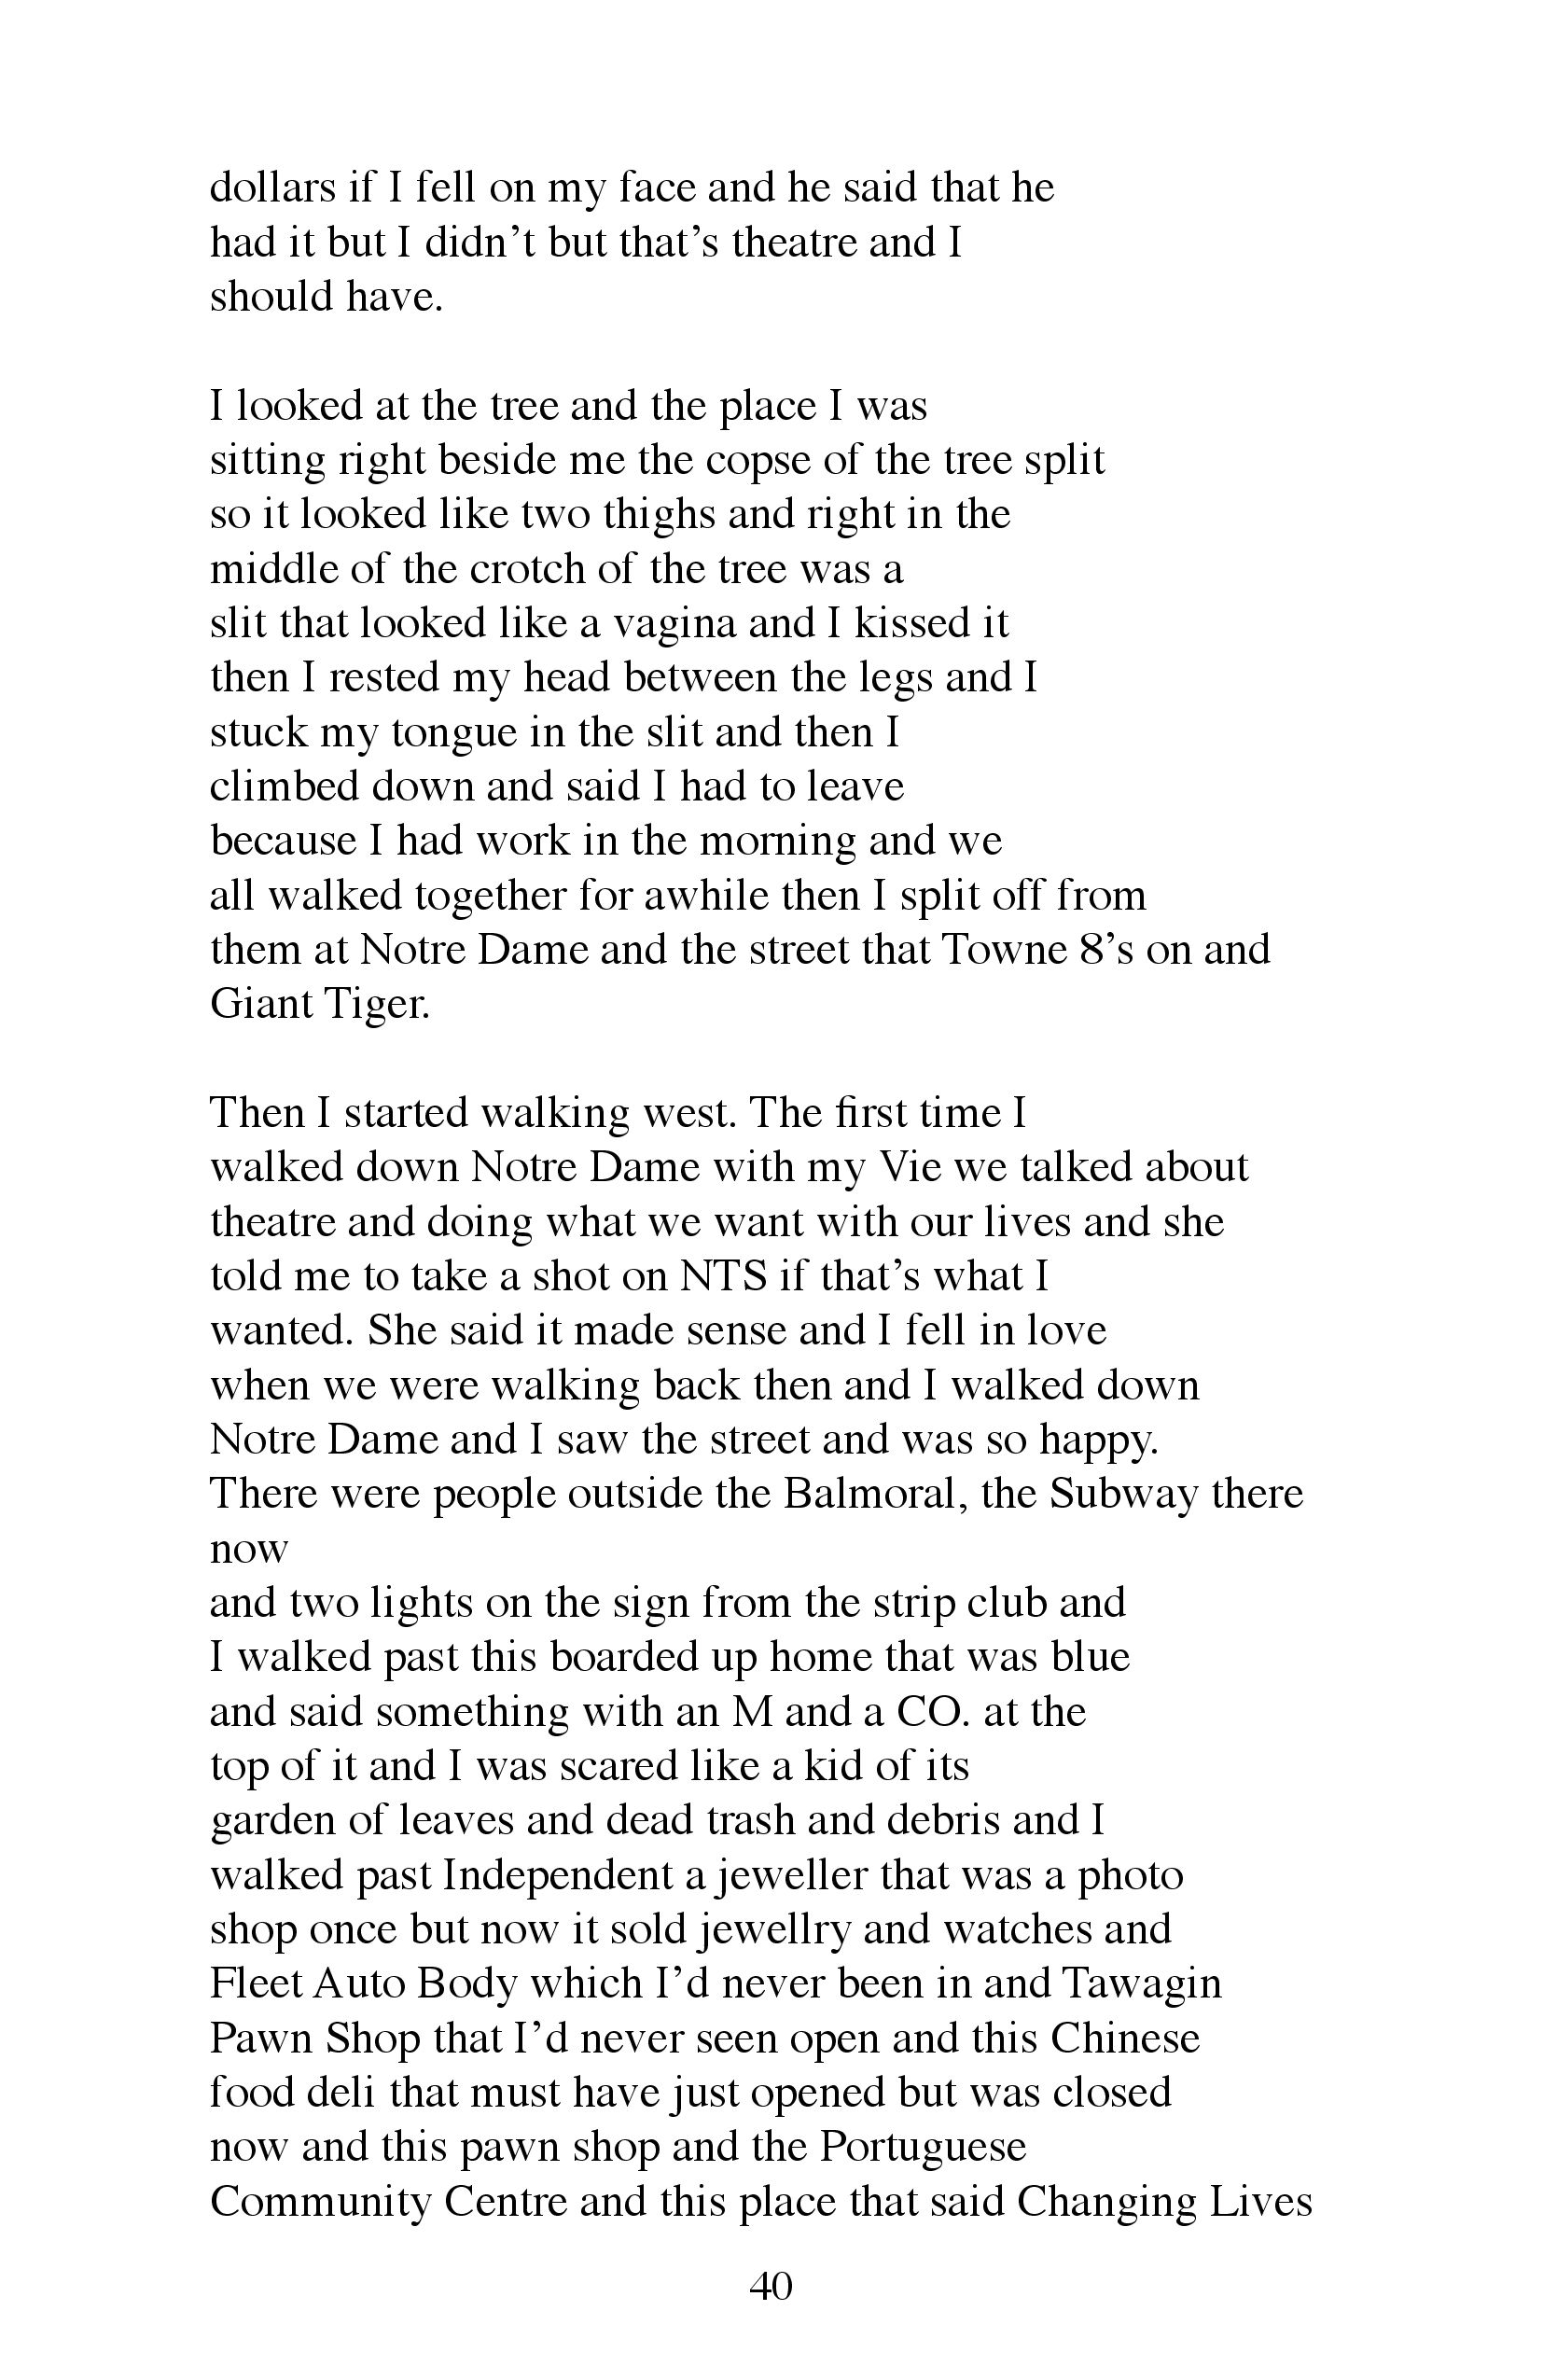 dollars if I fell on my face and he said that he
had it but I didn’t but that’s theatre and I
should have.
I looked at the tree and the place I was
sitting right beside me the copse of the tree split
so it looked like two thighs and right in the
middle of the crotch of the tree was a
slit that looked like a vagina and I kissed it
then I rested my head between the legs and I
stuck my tongue in the slit and then I
climbed down and said I had to leave
because I had work in the morning and we
all walked together for awhile then I split off from
them at Notre Dame and the street that Towne 8’s on and
Giant Tiger.
Then I started walking west. The first time I
walked down Notre Dame with my Vie we talked about
theatre and doing what we want with our lives and she
told me to take a shot on NTS if that’s what I
wanted. She said it made sense and I fell in love
when we were walking back then and I walked down
Notre Dame and I saw the street and was so happy.
There were people outside the Balmoral, the Subway there
now
and two lights on the sign from the strip club and
I walked past this boarded up home that was blue
and said something with an M and a CO. at the
top of it and I was scared like a kid of its
garden of leaves and dead trash and debris and I
walked past Independent a jeweller that was a photo
shop once but now it sold jewellry and watches and
Fleet Auto Body which I’d never been in and Tawagin
Pawn Shop that I’d never seen open and this Chinese
food deli that must have just opened but was closed
now and this pawn shop and the Portuguese
Community Centre and this place that said Changing Lives
40